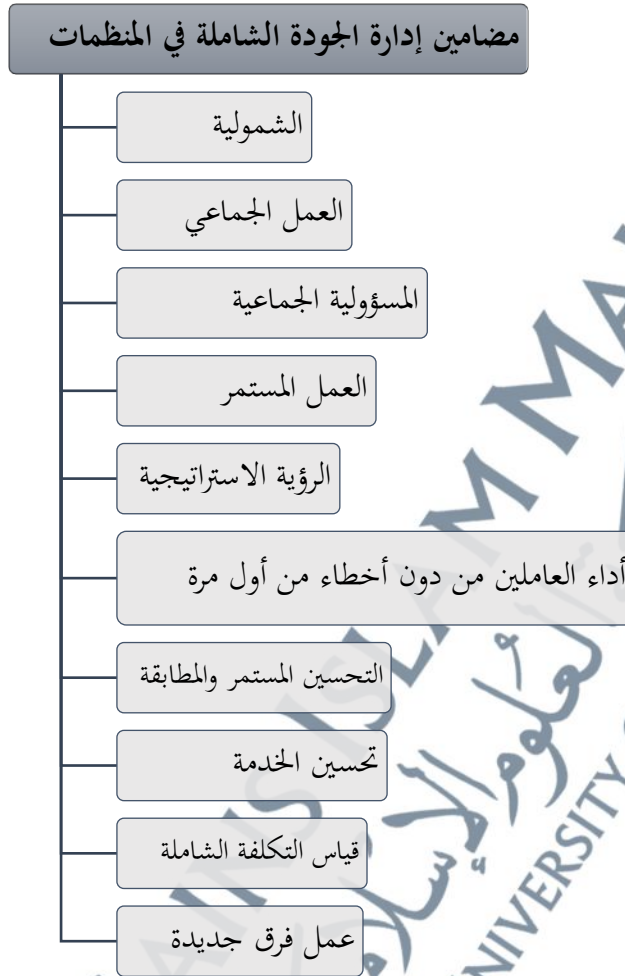 مضامين إدارة الجودة الشاملة في المنظمات
الشمولية
العمل الجماعي
المسؤولية الجماعية
العمل المستمر
الرؤية الاستراتيجية
أداء العاملين من دون أخطاء من أول مرة
التحسين المستمر والمطابقة
تحسين الخدمة
قياس التكلفة الشاملة
عمل فرق جديدة